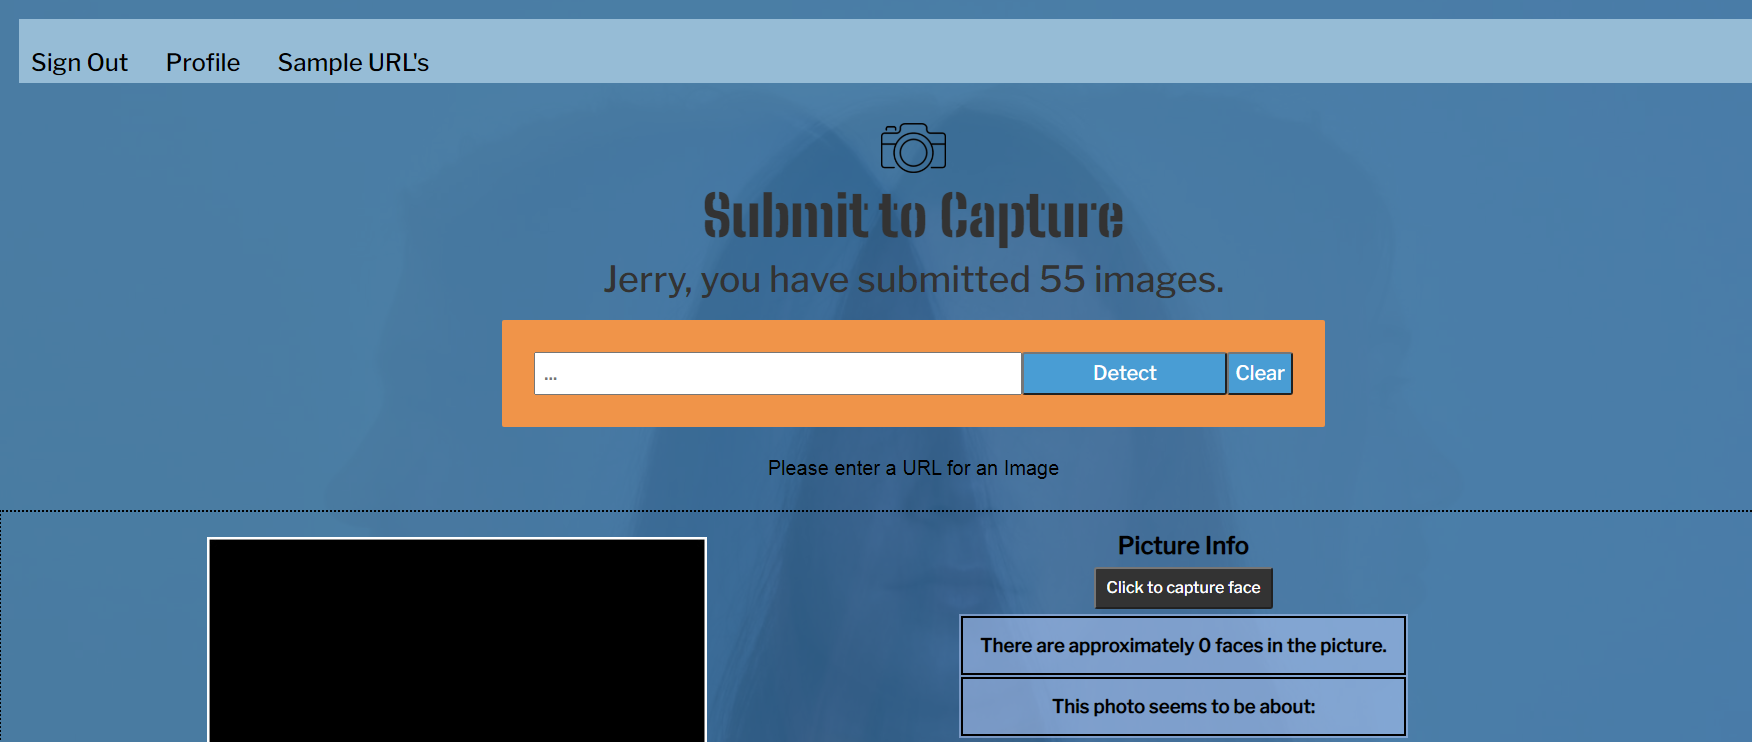 Sign Out Profile Sample URL's
Submit to Capture
Jerry, you have submitted 55 images.
... Detect Clear
Please enter a URL for an Image
Picture Info
Click to capture face
There are approximately 0 faces in the picture.
This photo seems to be about: